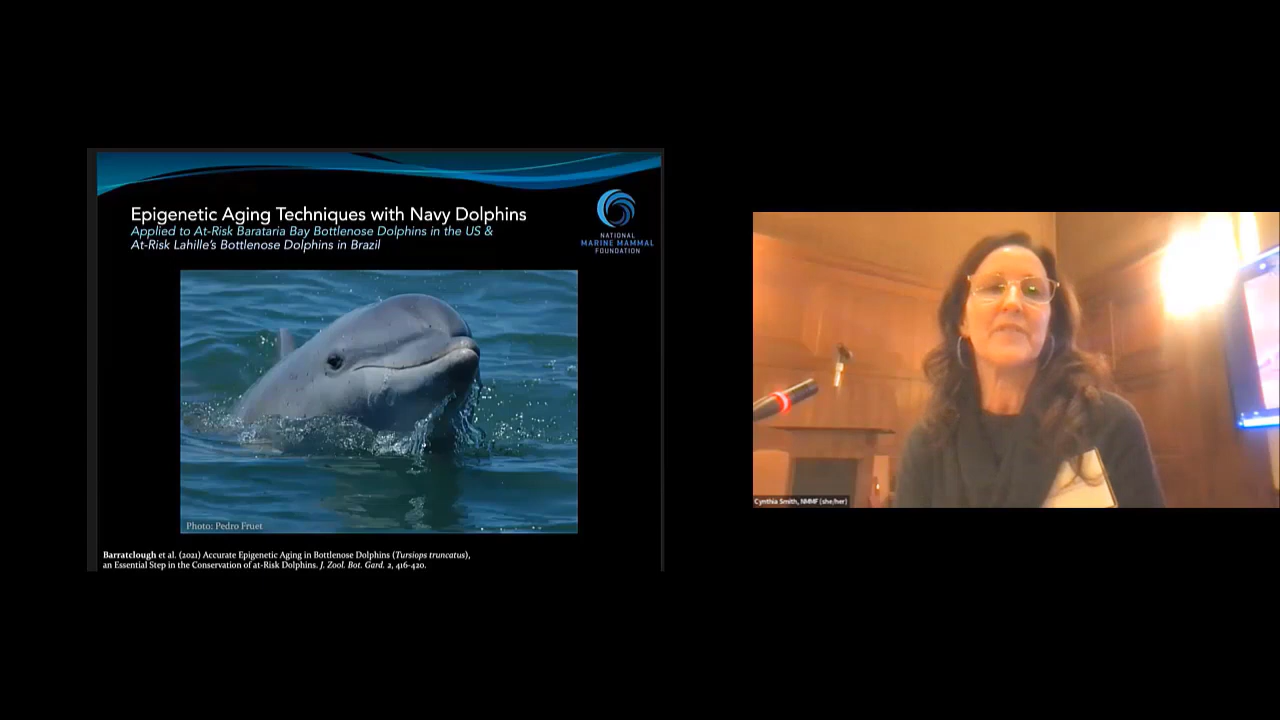 Epigenetic Aging Techniques with Navy Dolphins
Applied to At-Risk Barataria Bay Bottlenose Dolphins in the US &
At-Risk Lahille's Bottlenose Dolphins in Brazil
NATIONAL
MARINE MAMMAL
FOUNDATION
Photo: Pedro Fruet
Barratclough et al. (2021) Accurate Epigenetic Aging in Bottlenose Dolphins (Tursiops truncatus),
an Essential Step in the Conservation of at-Risk Dolphins. J. Zool. Bot. Gard. 2, 416-420.
Cynthia Smith, NMMF (she/her)